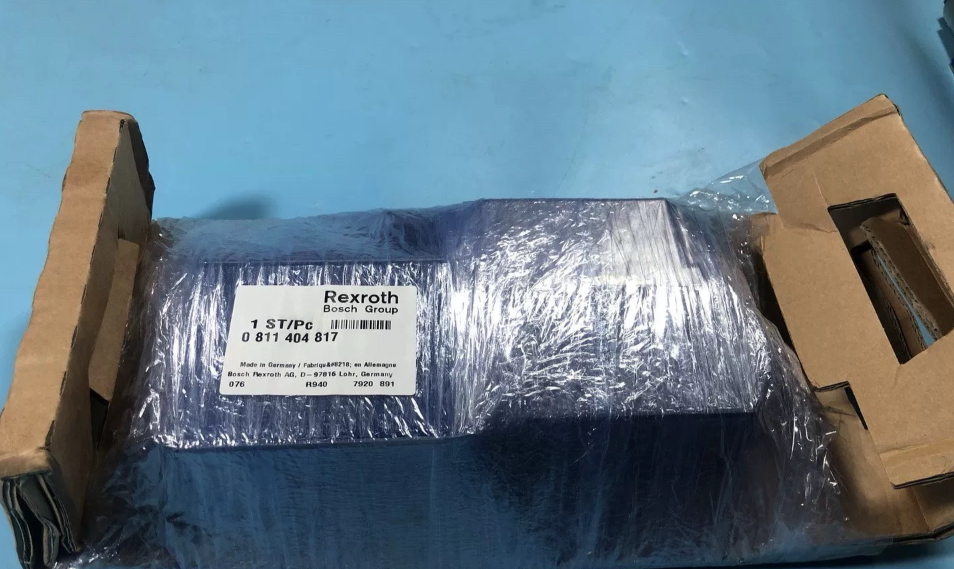 Rexroth
Bosch Group
1 ST/Pc
0 811 404 817
Made in Germany / Fabriqu&#8218; en Allemagne
Bosch Rexroth AG, D-97816 Lohr, Germany
076 R940 7920 891